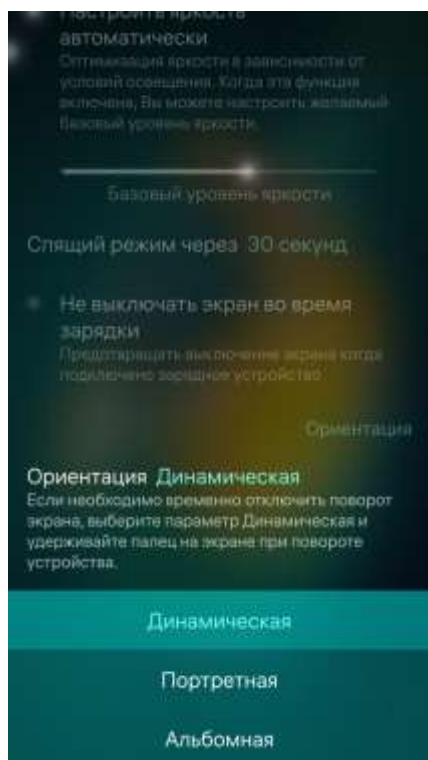 Настроить яркость
автоматически
Оптимизация яркости в зависимости от
условий освещения. Когда эта функция
включена, Вы можете настроить желаемый
базовый уровень яркости.
Базовый уровень яркости
Спящий режим через 30 секунд
Не выключать экран во время
зарядки
Предотвращать выключение экрана когда
подключено зарядное устройство
Ориентация
Ориентация Динамическая
Если необходимо временно отключить поворот
экрана, выберите параметр Динамическая и
удерживайте палец на экране при повороте
устройства.
Динамическая
Портретная
Альбомная